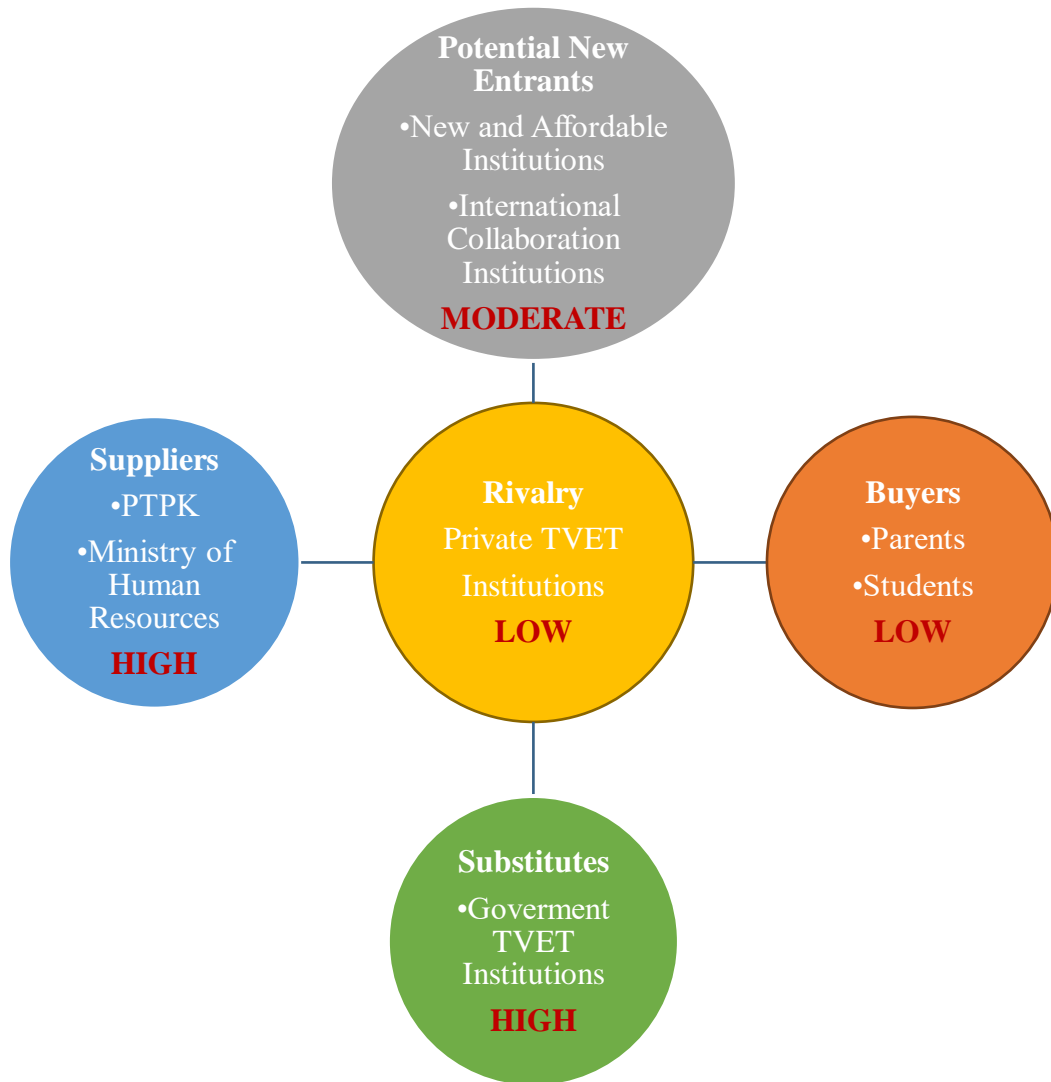 Potential New
Entrants
•New and Affordable
Institutions
•International
Collaboration
Institutions
MODERATE
Suppliers
•PTPK
•Ministry of
Human
Resources
HIGH
Rivalry
Private TVET
Institutions
LOW
Buyers
•Parents
•Students
LOW
Substitutes
•Goverment
TVET
Institutions
HIGH